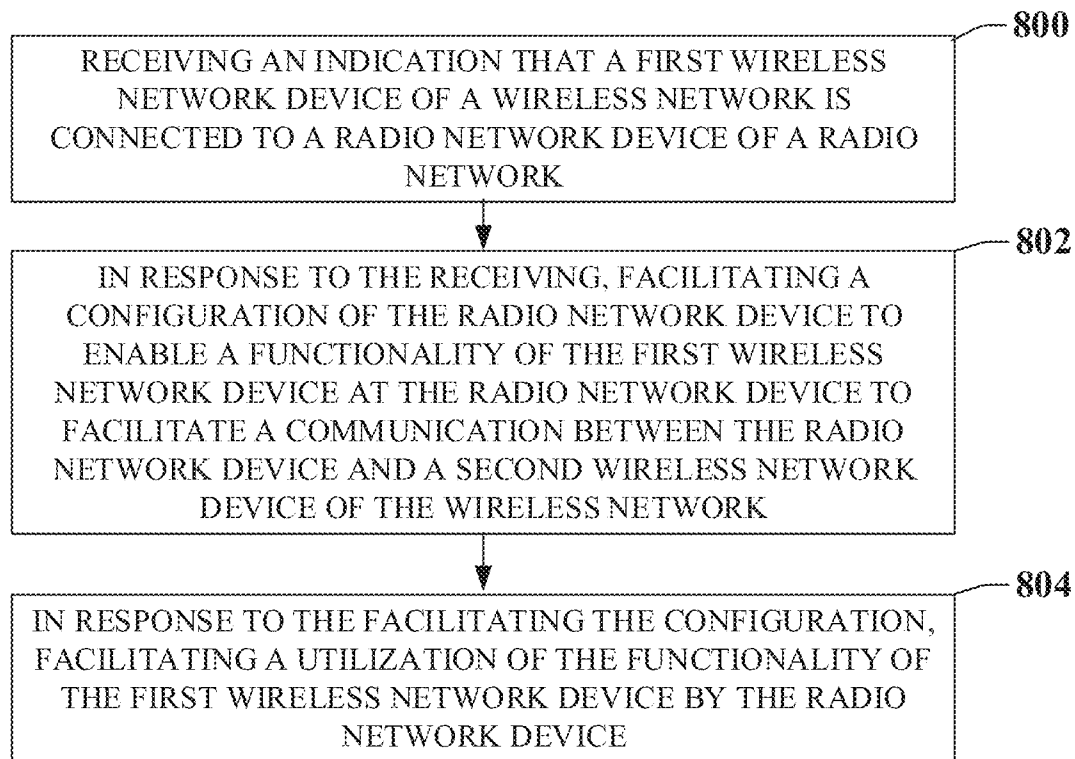 800
RECEIVING AN INDICATION THAT A FIRST WIRELESS
NETWORK DEVICE OF A WIRELESS NETWORK IS
CONNECTED TO A RADIO NETWORK DEVICE OF A RADIO
NETWORK
802
IN RESPONSE TO THE RECEIVING, FACILITATING A
CONFIGURATION OF THE RADIO NETWORK DEVICE TO
ENABLE A FUNCTIONALITY OF THE FIRST WIRELESS
NETWORK DEVICE AT THE RADIO NETWORK DEVICE TO
FACILITATE A COMMUNICATION BETWEEN THE RADIO
NETWORK DEVICE AND A SECOND WIRELESS NETWORK
DEVICE OF THE WIRELESS NETWORK
804
IN RESPONSE TO THE FACILITATING THE CONFIGURATION,
FACILITATING A UTILIZATION OF THE FUNCTIONALITY OF
THE FIRST WIRELESS NETWORK DEVICE BY THE RADIO
NETWORK DEVICE